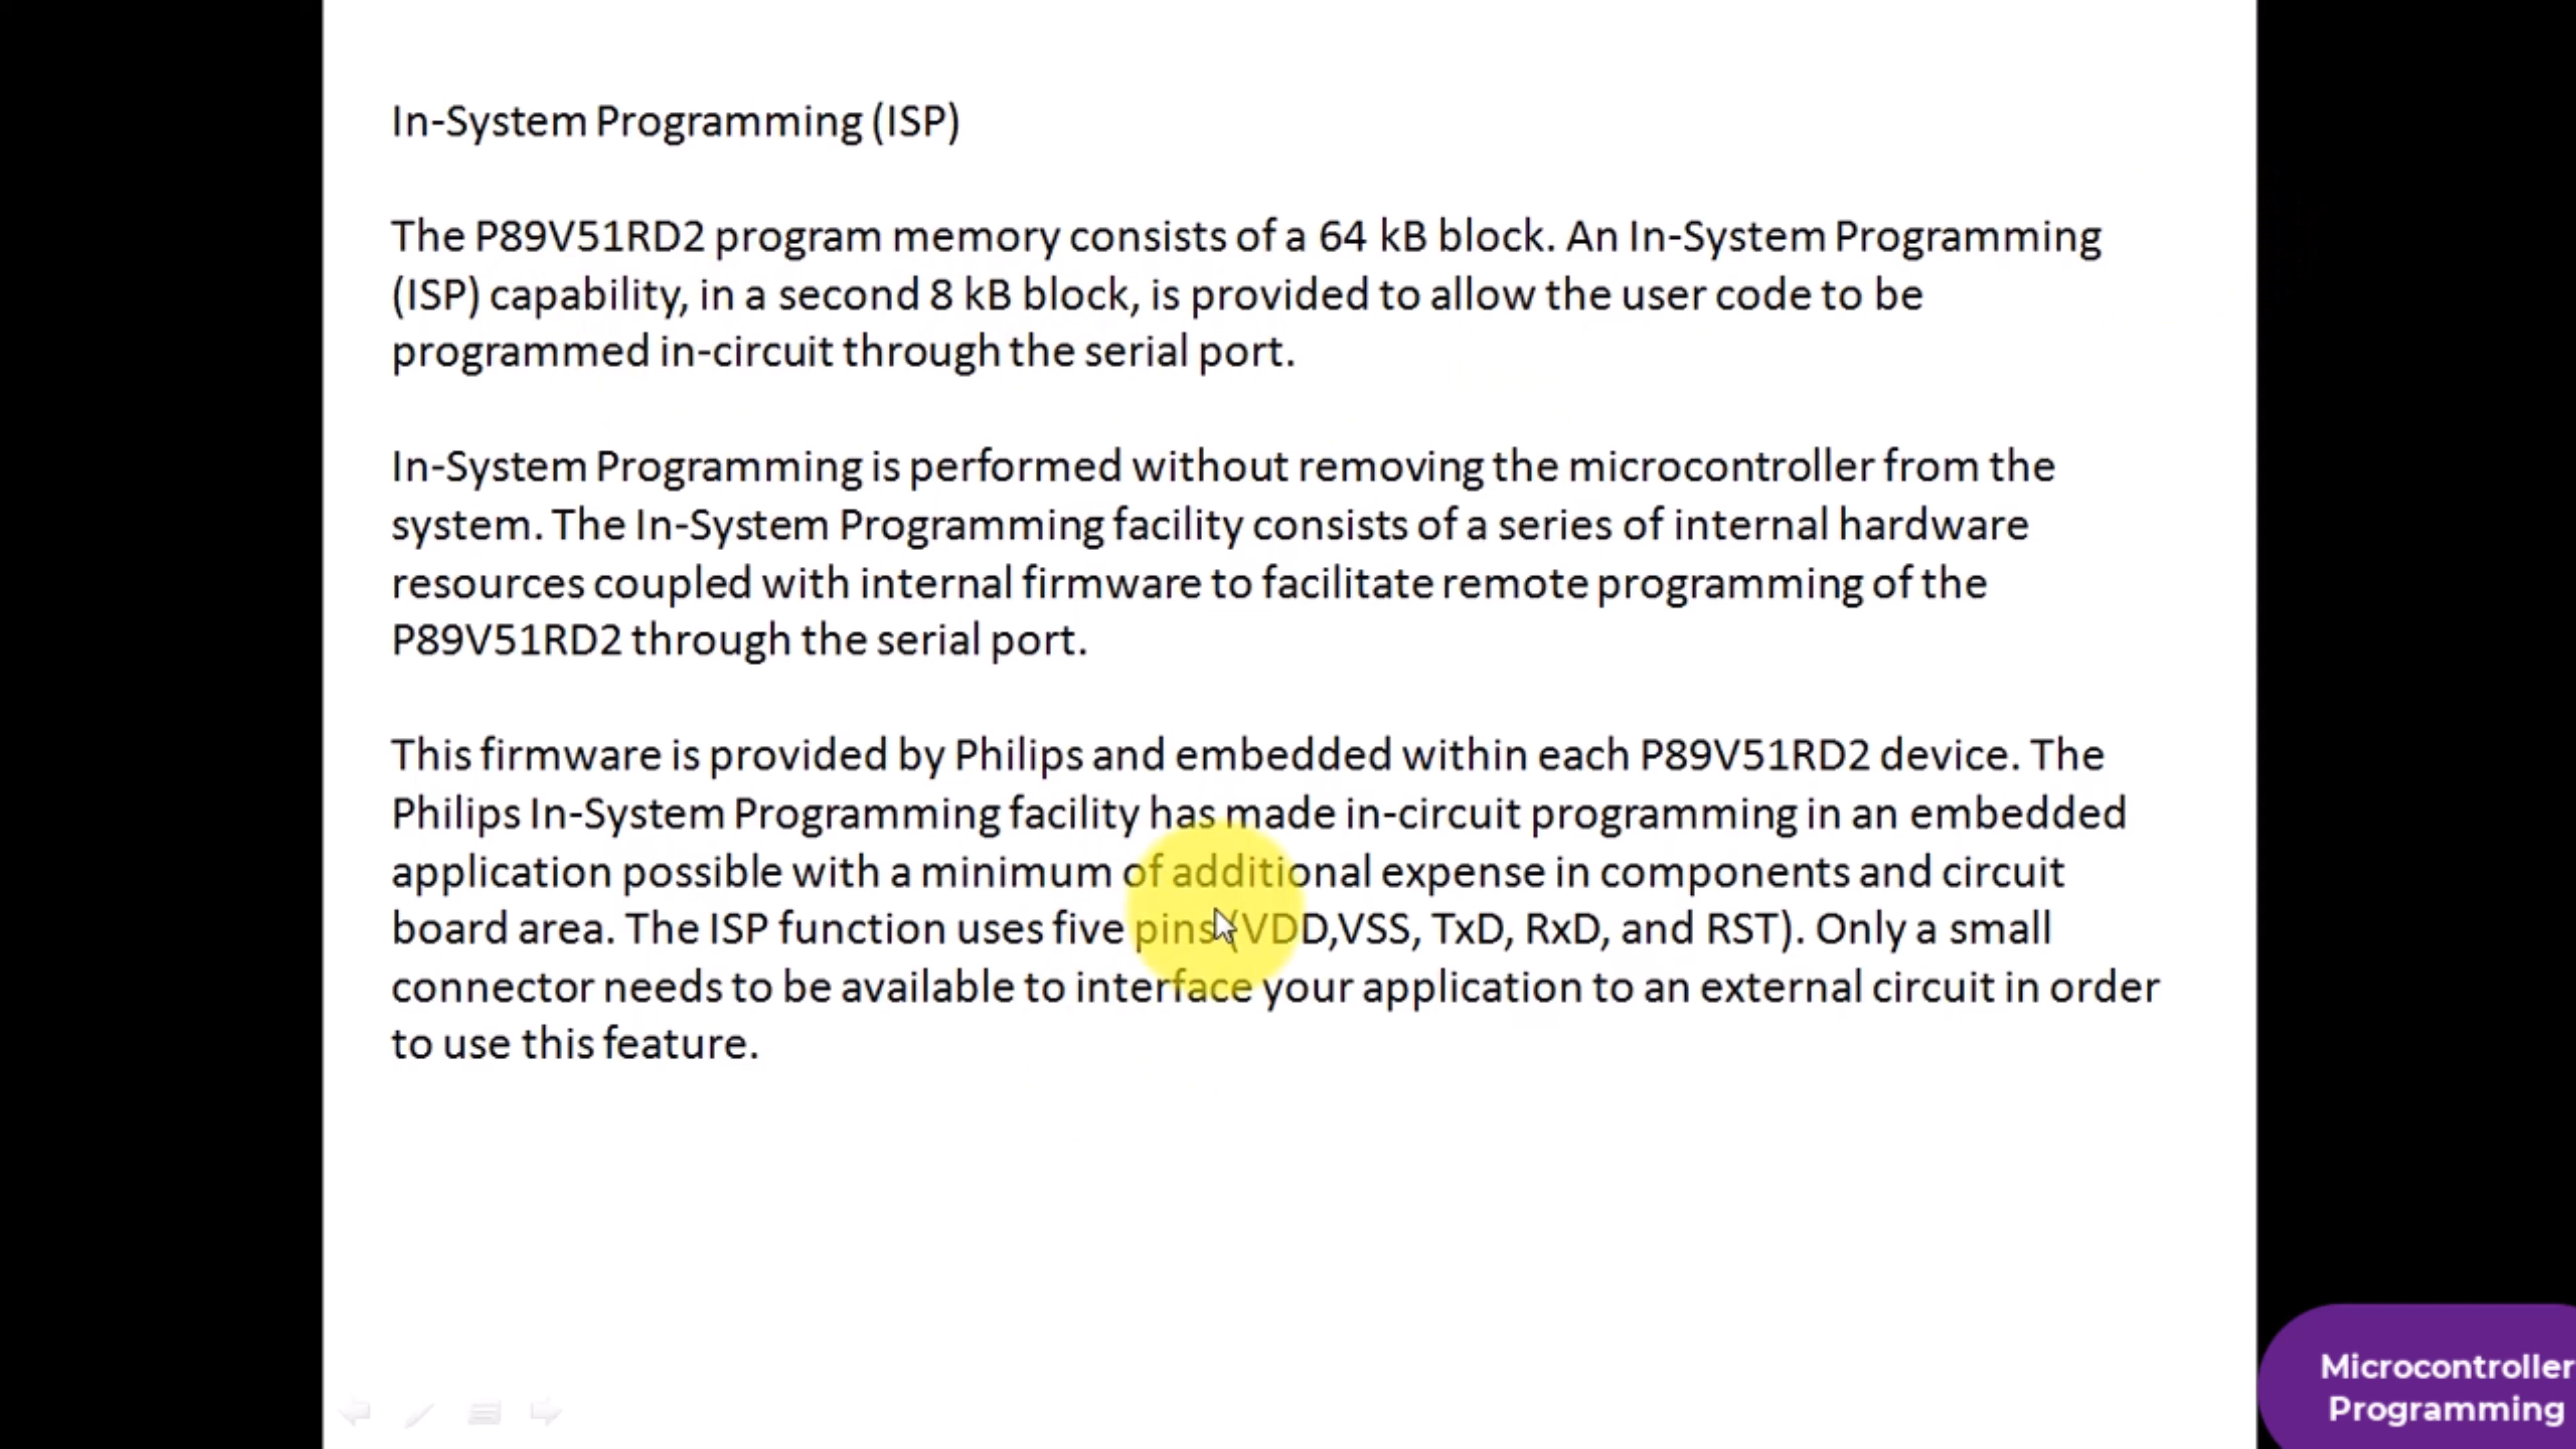 In-System Programming (ISP)
The P89V51RD2 program memory consists of a 64 kB block. An In-System Programming
(ISP) capability, in a second 8 kB block, is provided to allow the user code to be
programmed in-circuit through the serial port.
In-System Programming is performed without removing the microcontroller from the
system. The In-System Programming facility consists of a series of internal hardware
resources coupled with internal firmware to facilitate remote programming of the
P89V51RD2 through the serial port.
This firmware is provided by Philips and embedded within each P89V51RD2 device. The
Philips In-System Programming facility has made in-circuit programming in an embedded
application possible with a minimum of additional expense in components and circuit
board area. The ISP function uses five pins (VDD,VSS, TxD, RxD, and RST). Only a small
connector needs to be available to interface your application to an external circuit in order
to use this feature.
Microcontroller
Programming